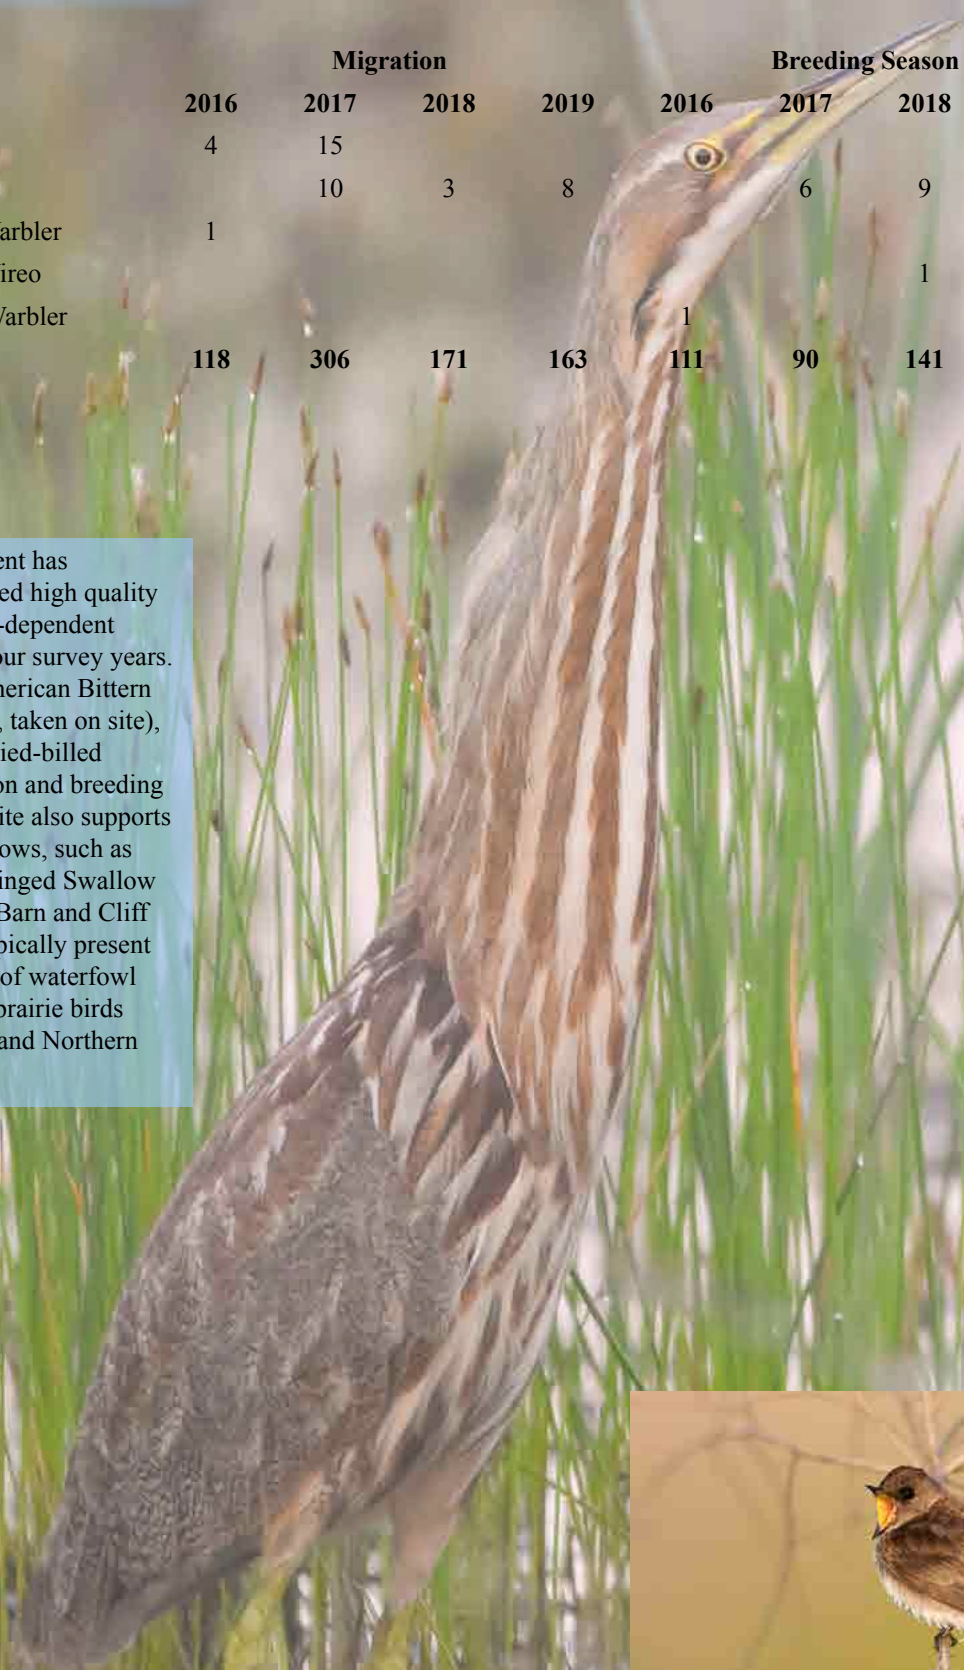 Migration Breeding Season
2016 2017 2018 2019 2016 2017 2018
4 15
10 3 8 6 9
arbler 1
ireo 1
Warbler 1
118 306 171 163 111 90 141
ent has
ed high quality
-dependent
our survey years.
merican Bittern
, taken on site),
ied-billed
on and breeding
ite also supports
ows, such as
inged Swallow
Barn and Cliff
pically present
of waterfowl
prairie birds
and Northern